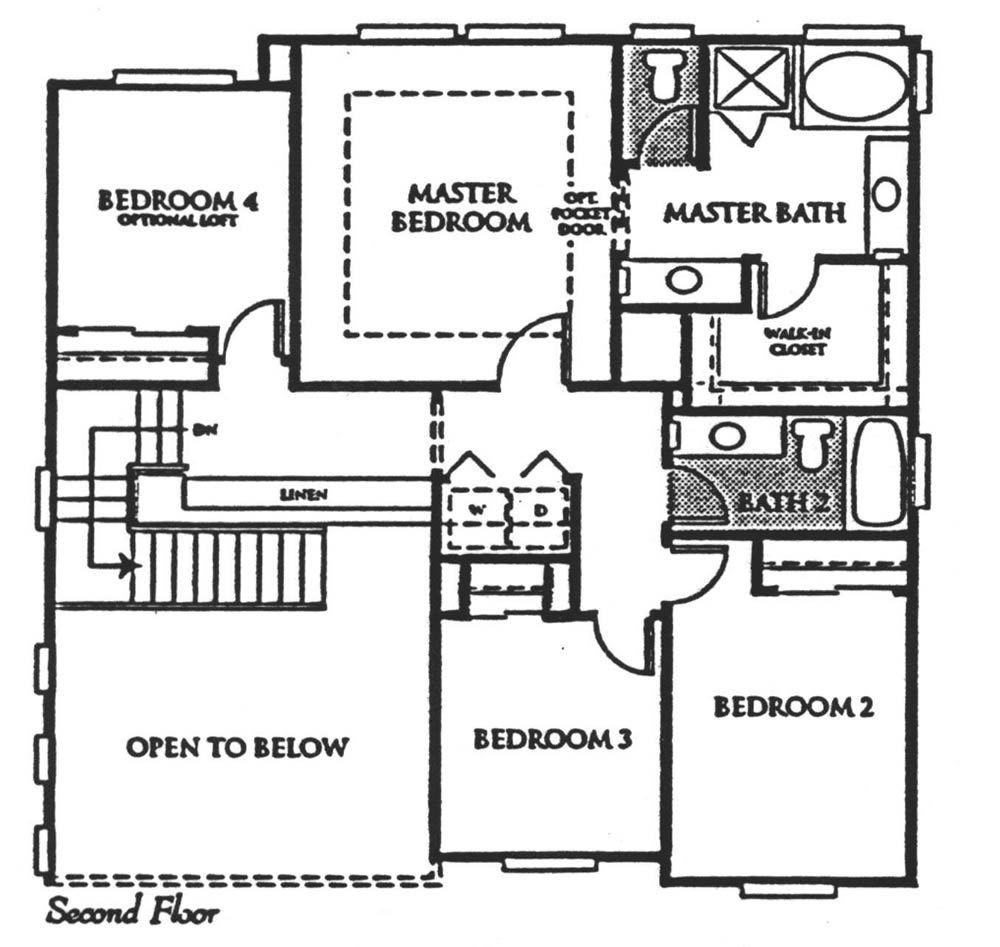 BEDROOM 4
OPTIONAL LOFT
MASTER
BEDROOM
OPT.
POCKET
DOOR
MASTER BATH
WALK-IN
CLOSET
DN
LINEN
W D
BATH 2
BEDROOM 2
BEDROOM 3
OPEN TO BELOW
Second Floor